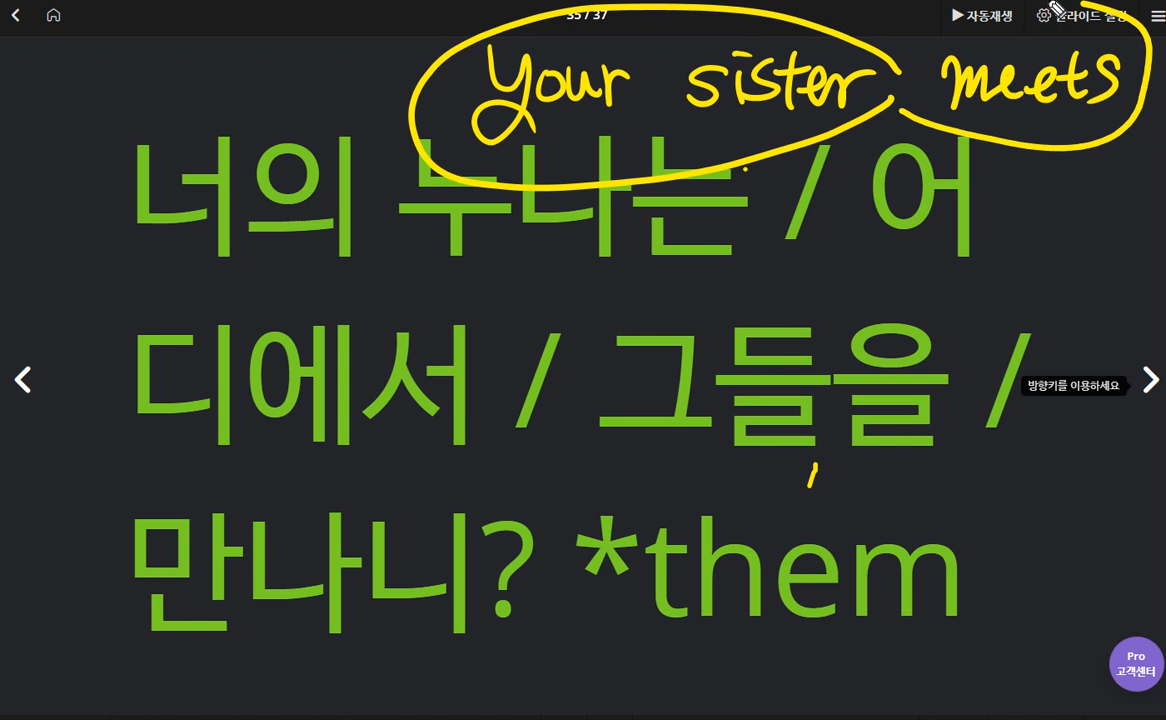 35 / 37
▶자동재생
your sister meets
너의 누나는 / 어
디에서 / 그들을 /
방향키를 이용하세요
만나니? *them
Pro
고객센터